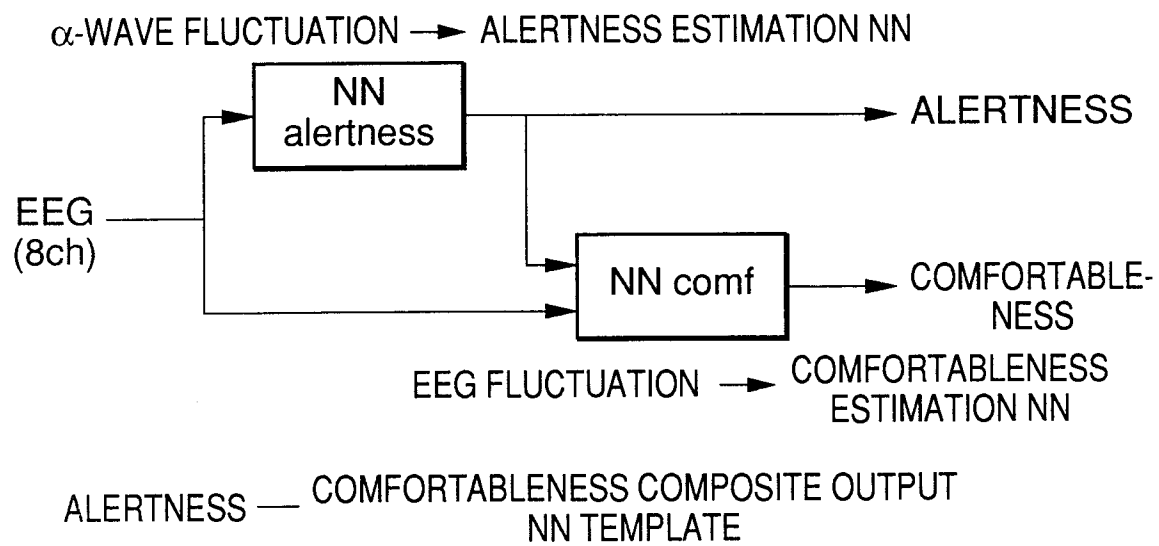 α-WAVE FLUCTUATION → ALERTNESS ESTIMATION NN
NN
alertness
ALERTNESS
EEG
(8ch)
NN comf
COMFORTABLE-
NESS
EEG FLUCTUATION → COMFORTABLENESS
ESTIMATION NN
ALERTNESS — COMFORTABLENESS COMPOSITE OUTPUT
NN TEMPLATE